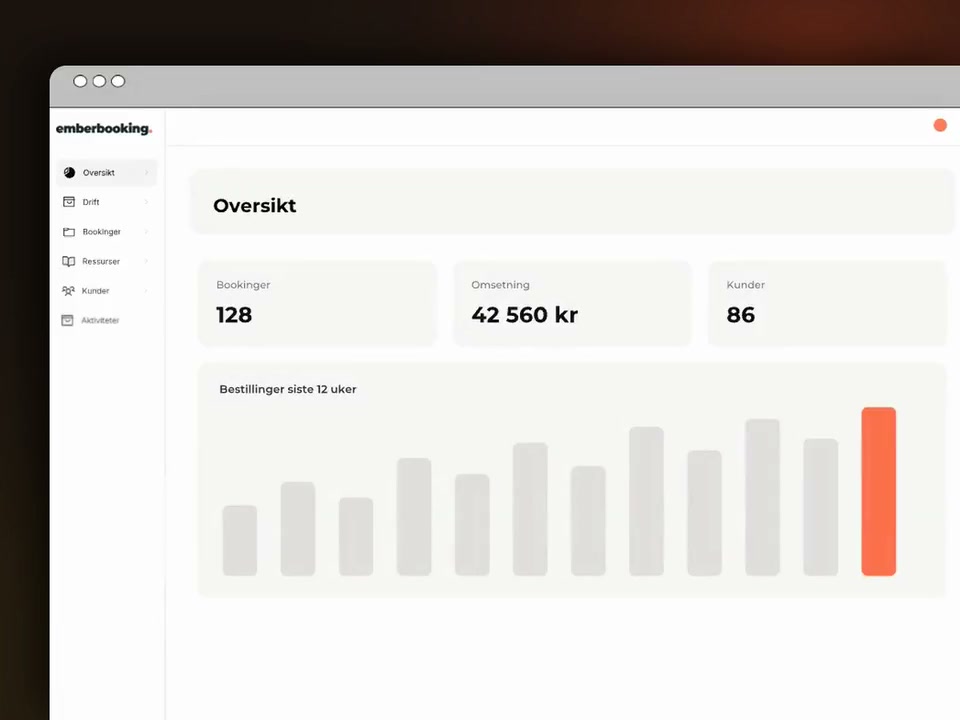 emberbooking.
Oversikt
Drift
Bookinger
Ressurser
Kunder
Aktiviteter
Oversikt
Bookinger
128
Omsetning
42 560 kr
Kunder
86
Bestillinger siste 12 uker